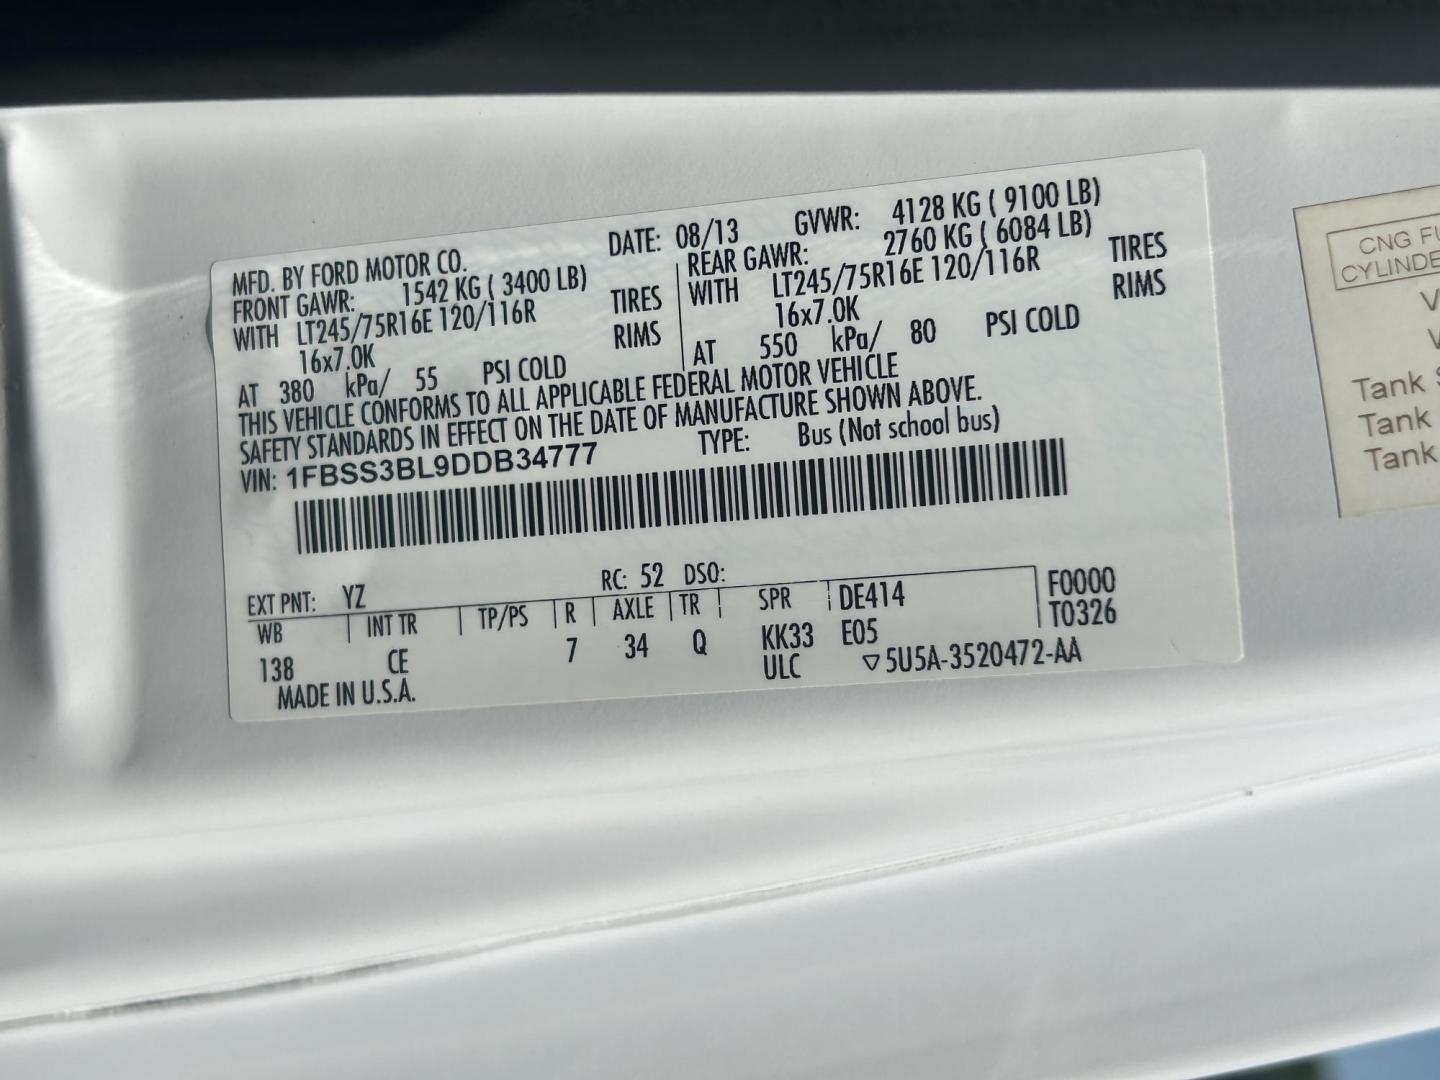 MFD. BY FORD MOTOR CO.
DATE: 08/13 GVWR: 4128 KG ( 9100 LB)
FRONT GAWR: 1542 KG ( 3400 LB)
WITH LT245/75R16E 120/116R TIRES
16x7.0K RIMS
AT 380 kPa/ 55 PSI COLD
REAR GAWR: 2760 KG ( 6084 LB)
WITH LT245/75R16E 120/116R TIRES
16x7.0K RIMS
AT 550 kPa/ 80 PSI COLD
THIS VEHICLE CONFORMS TO ALL APPLICABLE FEDERAL MOTOR VEHICLE
SAFETY STANDARDS IN EFFECT ON THE DATE OF MANUFACTURE SHOWN ABOVE.
VIN: 1FBSS3BL9DDB34777 TYPE: Bus (Not school bus)
EXT PNT: YZ RC: 52 DSO:
WB INT TR TP/PS R AXLE TR SPR DE414 F0000
138 CE 7 34 Q KK33 E05 T0326
ULC ▽5U5A-3520472-AA
MADE IN U.S.A.
CNG
CYLINDE
Tank
Tank
Tank